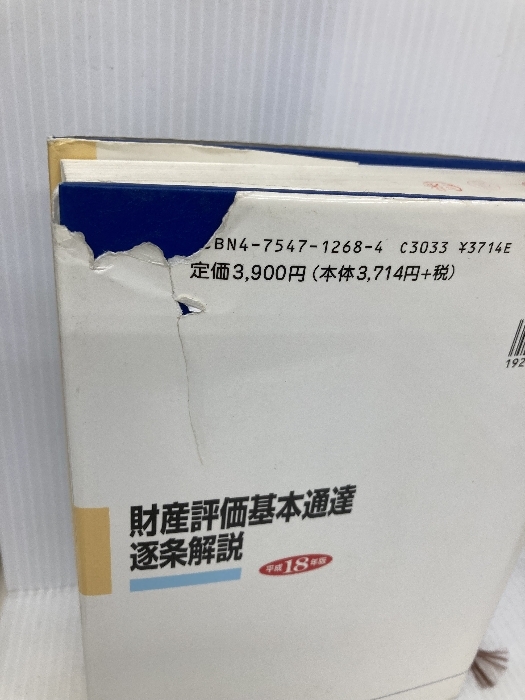 BN4-7547-1268-4 C3033 ¥3714E
定価3,900円(本体3,714円+税)
192
財産評価基本通達
逐条解説
平成18年版